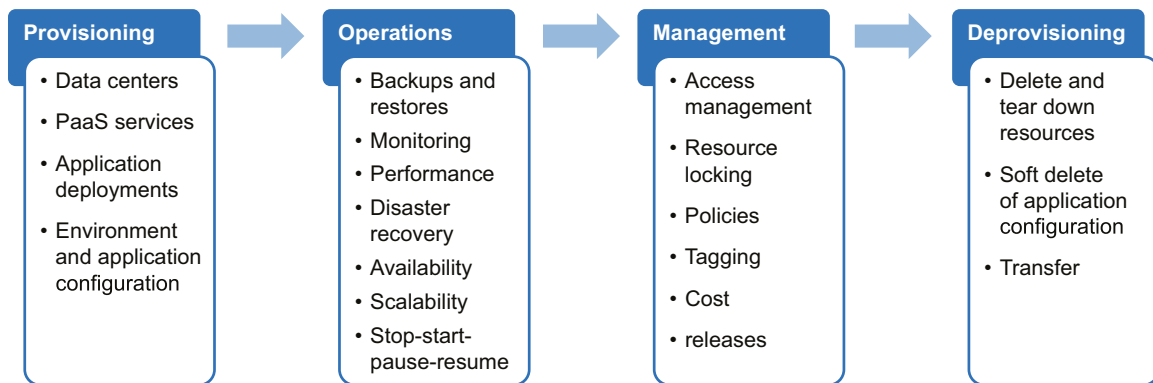 Provisioning
• Data centers
• PaaS services
• Application
deployments
• Environment
and application
configuration
Operations
• Backups and
restores
• Monitoring
• Performance
• Disaster
recovery
• Availability
• Scalability
• Stop-start-
pause-resume
Management
• Access
management
• Resource
locking
• Policies
• Tagging
• Cost
• releases
Deprovisioning
• Delete and
tear down
resources
• Soft delete
of application
configuration
• Transfer